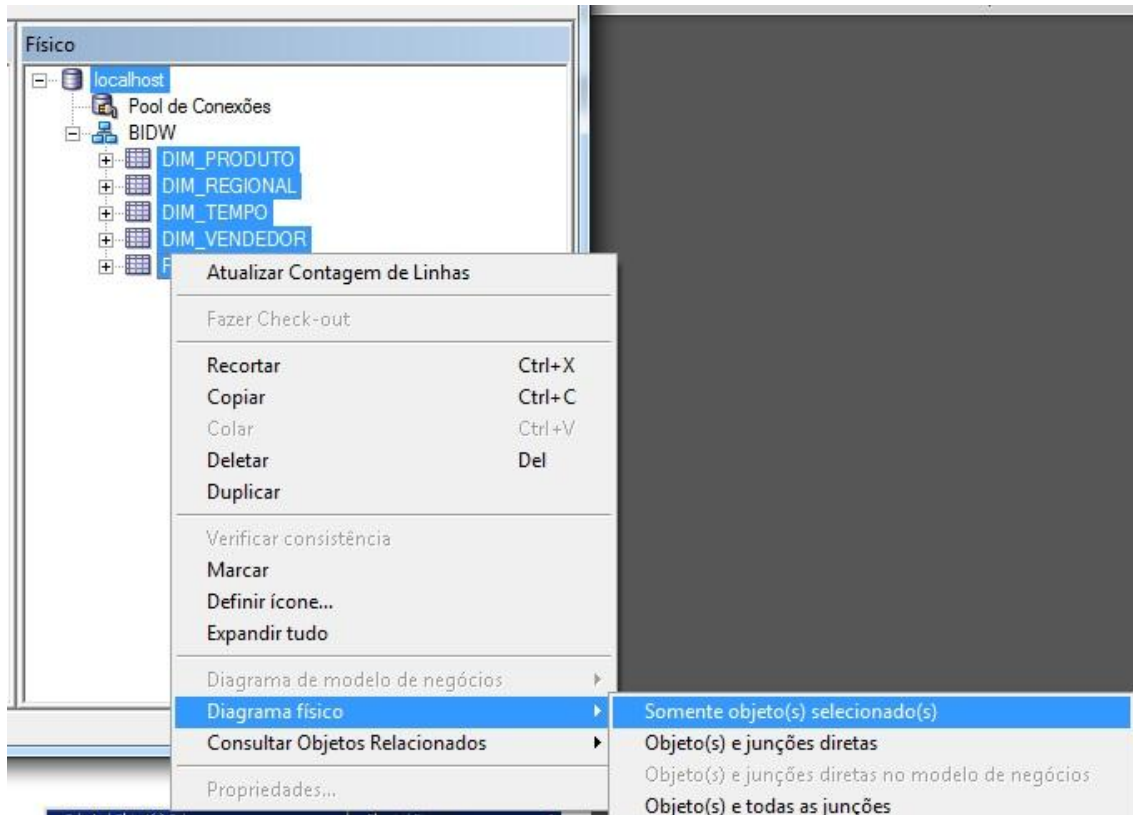 Físico
localhost
Pool de Conexões
BIDW
DIM_PRODUTO
DIM_REGIONAL
DIM_TEMPO
DIM_VENDEDOR
F
Atualizar Contagem de Linhas
Fazer Check-out
Recortar Ctrl+X
Copiar Ctrl+C
Colar Ctrl+V
Deletar Del
Duplicar
Verificar consistência
Marcar
Definir ícone...
Expandir tudo
Diagrama de modelo de negócios
Diagrama físico
Somente objeto(s) selecionado(s)
Consultar Objetos Relacionados
Objeto(s) e junções diretas
Objeto(s) e junções diretas no modelo de negócios
Propriedades...
Objeto(s) e todas as junções